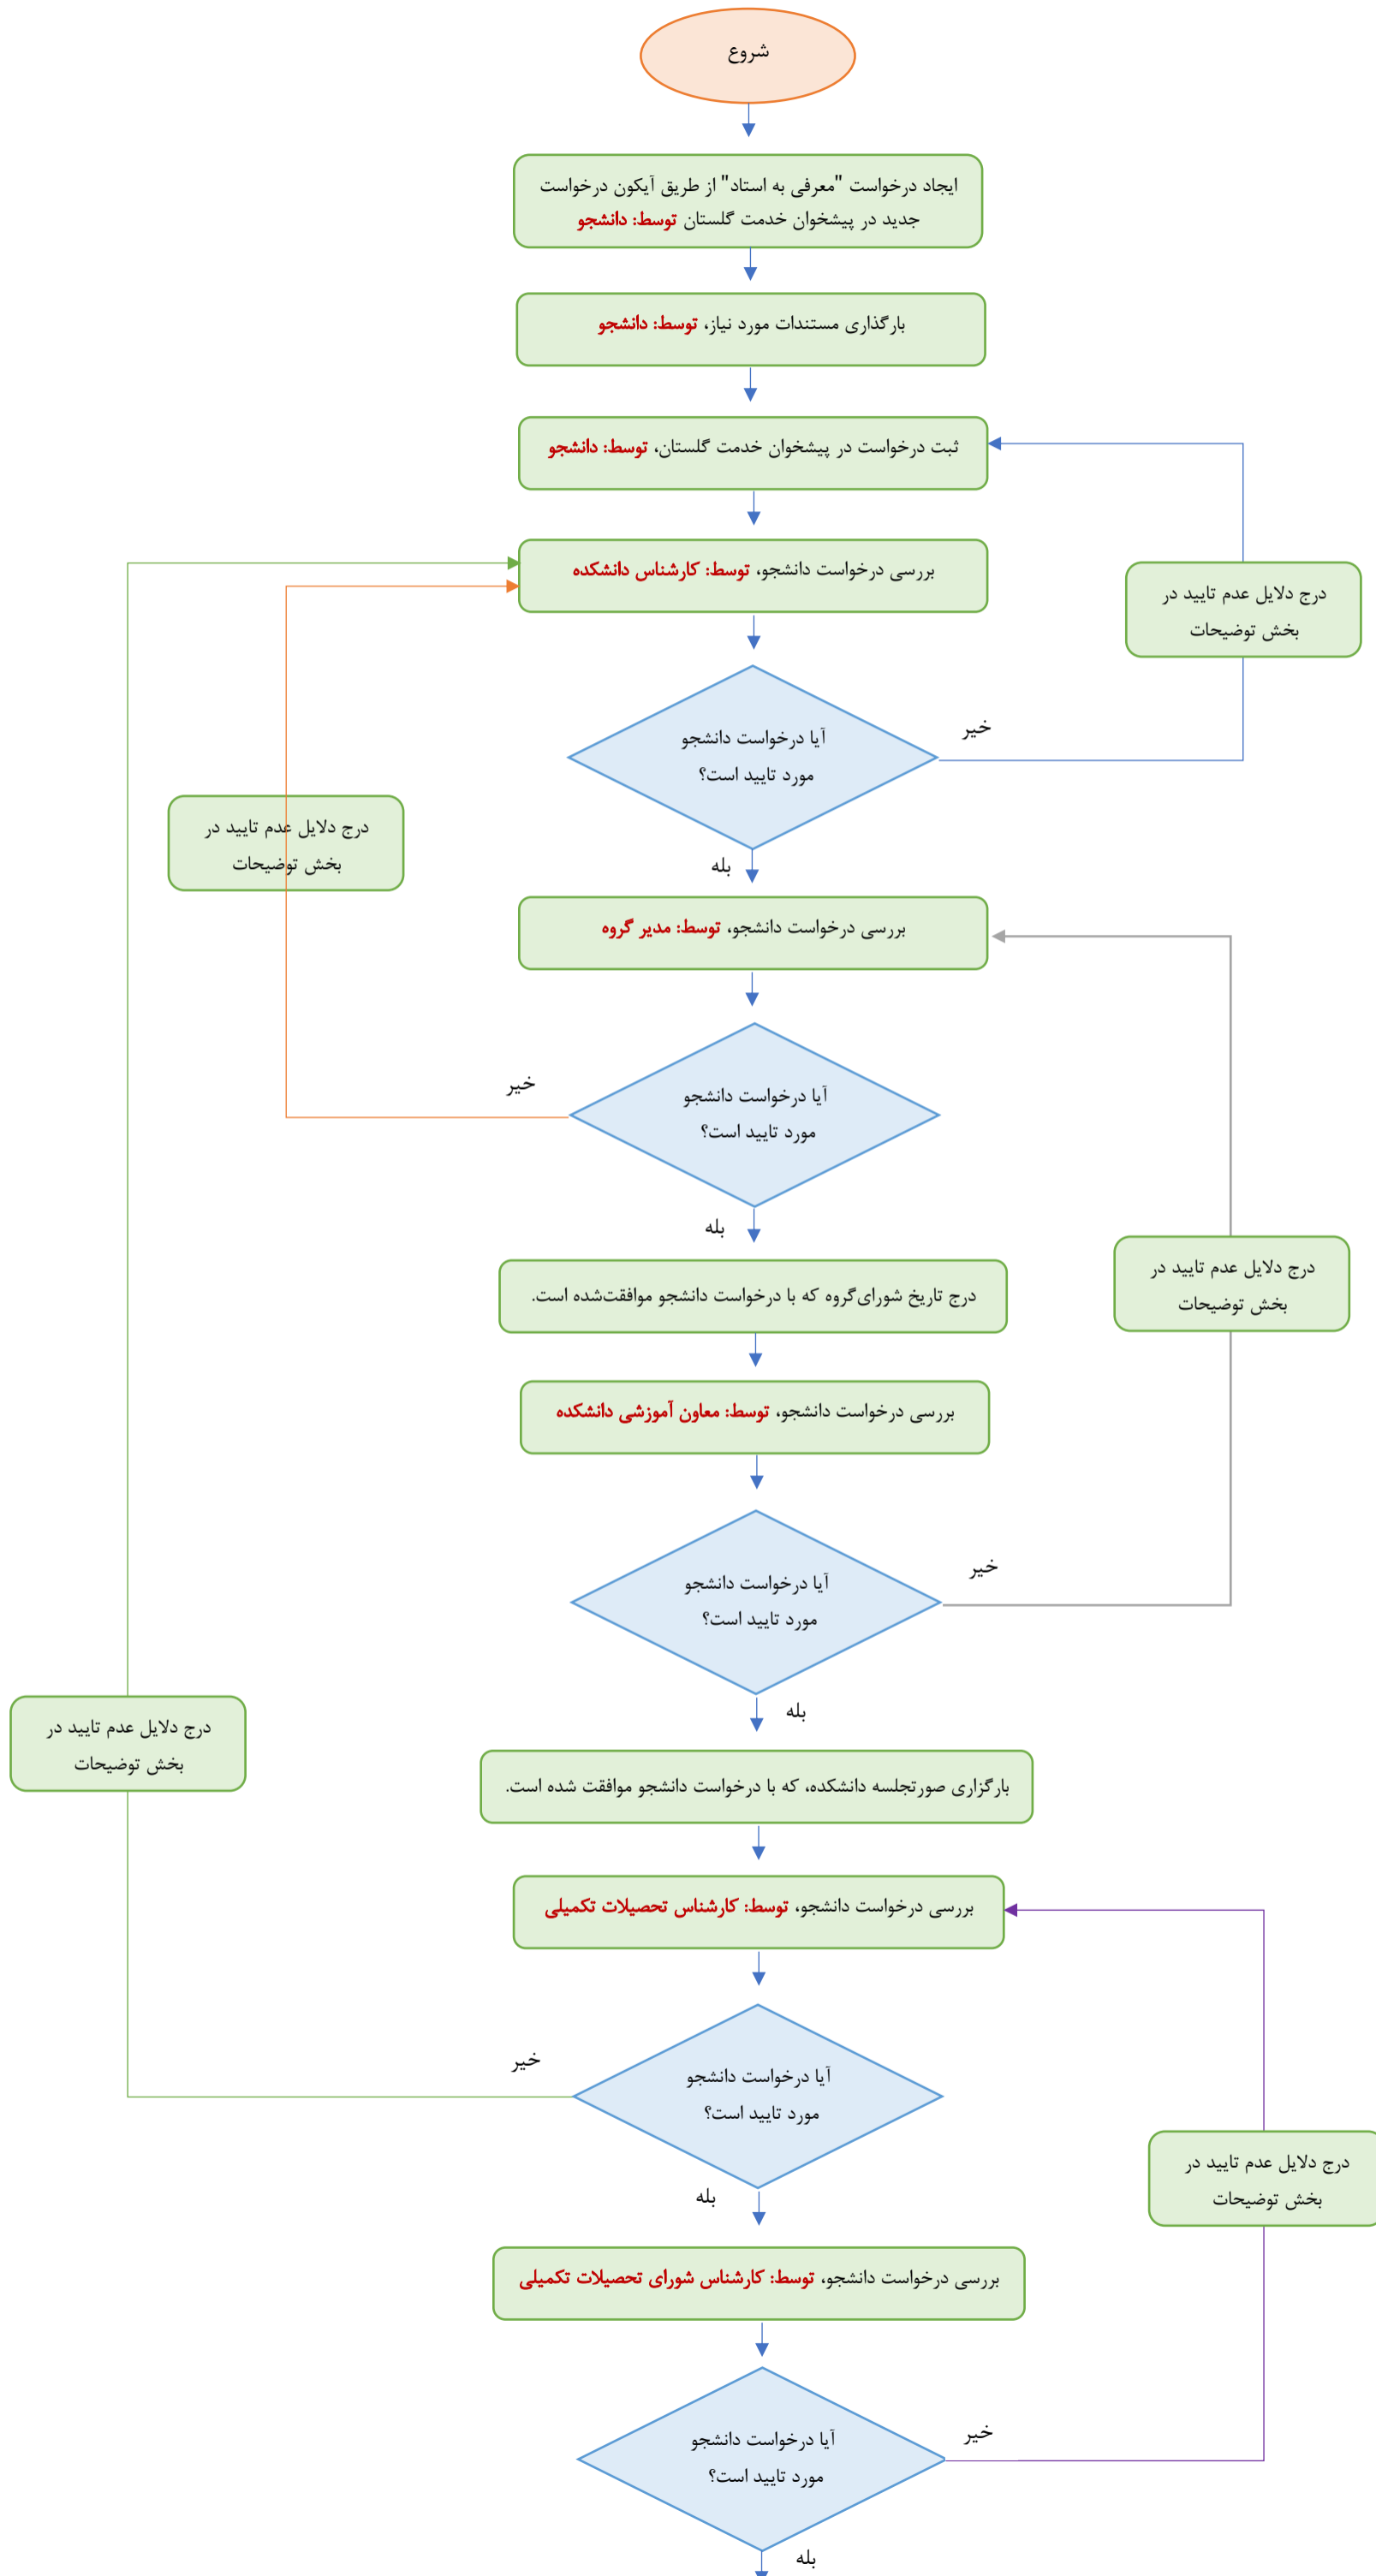 شروع
ایجاد درخواست "معرفی به استاد" از طریق آیکون درخواست
جدید در پیشخوان خدمت گلستان توسط: دانشجو
بارگذاری مستندات مورد نیاز، توسط: دانشجو
ثبت درخواست در پیشخوان خدمت گلستان، توسط: دانشجو
بررسی درخواست دانشجو، توسط: کارشناس دانشکده
درج دلایل عدم تایید در
بخش توضیحات
آیا درخواست دانشجو
مورد تایید است؟
خیر
بله
درج دلایل عدم تایید در
بخش توضیحات
بررسی درخواست دانشجو، توسط: مدیر گروه
آیا درخواست دانشجو
مورد تایید است؟
خیر
بله
درج دلایل عدم تایید در
بخش توضیحات
درج تاریخ شورای‌گروه که با درخواست دانشجو موافقت‌شده است.
بررسی درخواست دانشجو، توسط: معاون آموزشی دانشکده
آیا درخواست دانشجو
مورد تایید است؟
خیر
بله
درج دلایل عدم تایید در
بخش توضیحات
بارگزاری صورتجلسه دانشکده، که با درخواست دانشجو موافقت شده است.
بررسی درخواست دانشجو، توسط: کارشناس تحصیلات تکمیلی
آیا درخواست دانشجو
مورد تایید است؟
خیر
بله
درج دلایل عدم تایید در
بخش توضیحات
بررسی درخواست دانشجو، توسط: کارشناس شورای تحصیلات تکمیلی
آیا درخواست دانشجو
مورد تایید است؟
خیر
بله